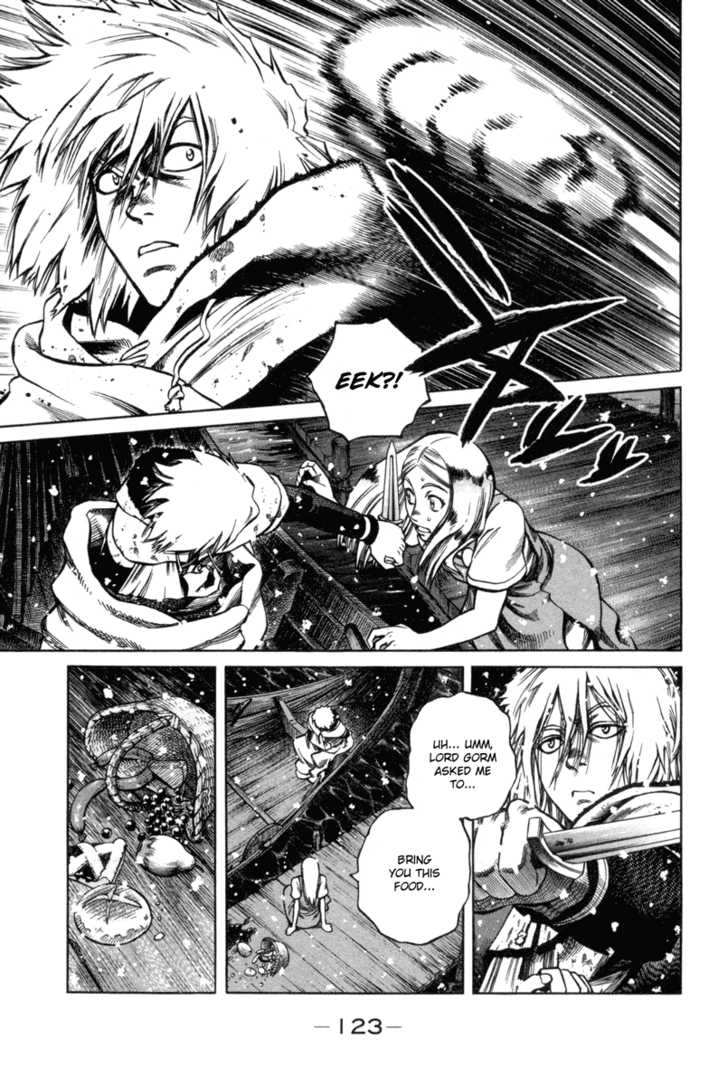 EEK?!
UH... UMM,
LORD GORM
ASKED ME
TO...
BRING
YOU THIS
FOOD...
—123—